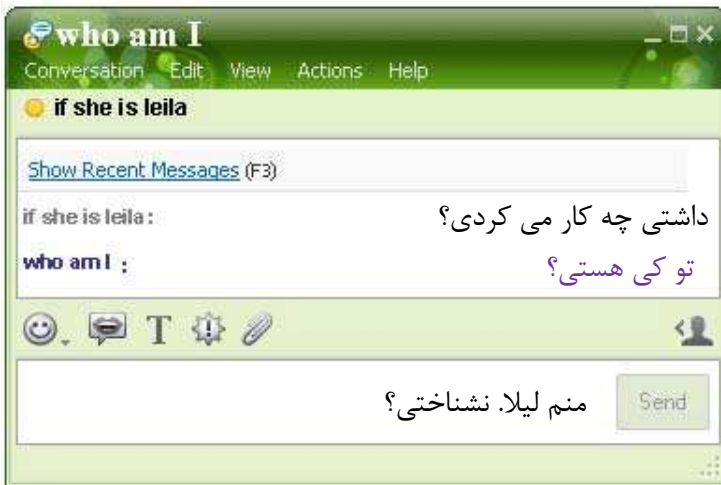 who am I
Conversation Edit View Actions Help
if she is leila
Show Recent Messages (F3)
if she is leila: داشتی چه کار می کردی؟
who am I : تو کی هستی؟
T
منم لیلا. نشناختی؟ Send